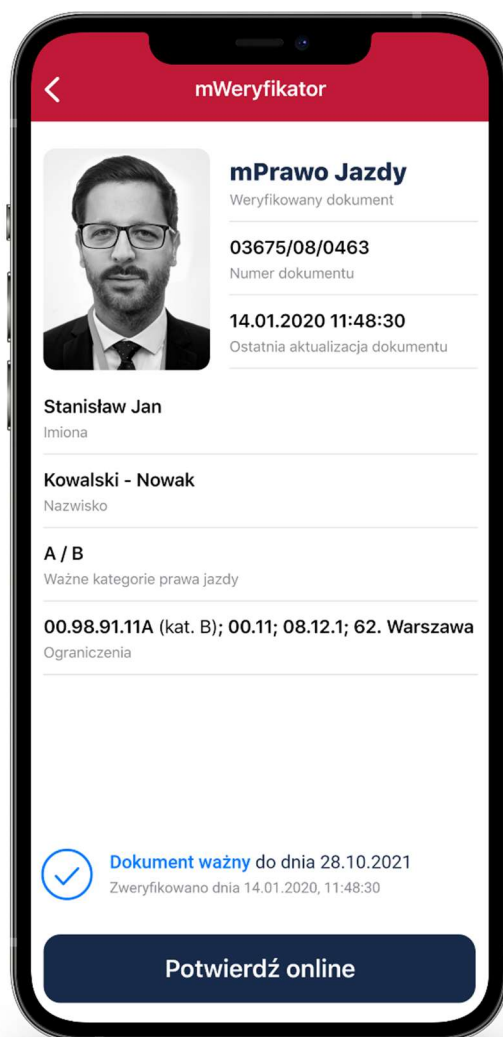 mWeryfikator
mPrawo Jazdy
Weryfikowany dokument
03675/08/0463
Numer dokumentu
14.01.2020 11:48:30
Ostatnia aktualizacja dokumentu
Stanisław Jan
Imiona
Kowalski - Nowak
Nazwisko
A / B
Ważne kategorie prawa jazdy
00.98.91.11A (kat. B); 00.11; 08.12.1; 62. Warszawa
Ograniczenia
Dokument ważny do dnia 28.10.2021
Zweryfikowano dnia 14.01.2020, 11:48:30
Potwierdź online